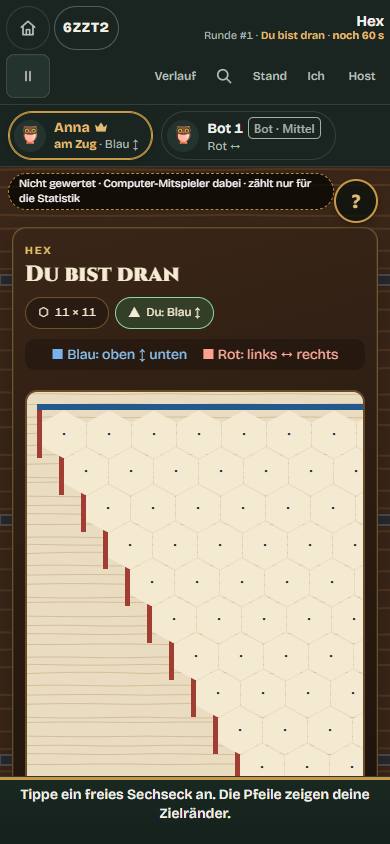 6ZZT2
Hex
Runde #1 · Du bist dran · noch 60 s
Verlauf
Stand
Ich
Host
Anna
am Zug · Blau ↕
Bot 1
Bot · Mittel
Rot ↔
Nicht gewertet · Computer-Mitspieler dabei · zählt nur für
die Statistik
?
HEX
Du bist dran
11 × 11
Du: Blau ↕
Blau: oben ↕ unten
Rot: links ↔ rechts
Tippe ein freies Sechseck an. Die Pfeile zeigen deine
Zielränder.